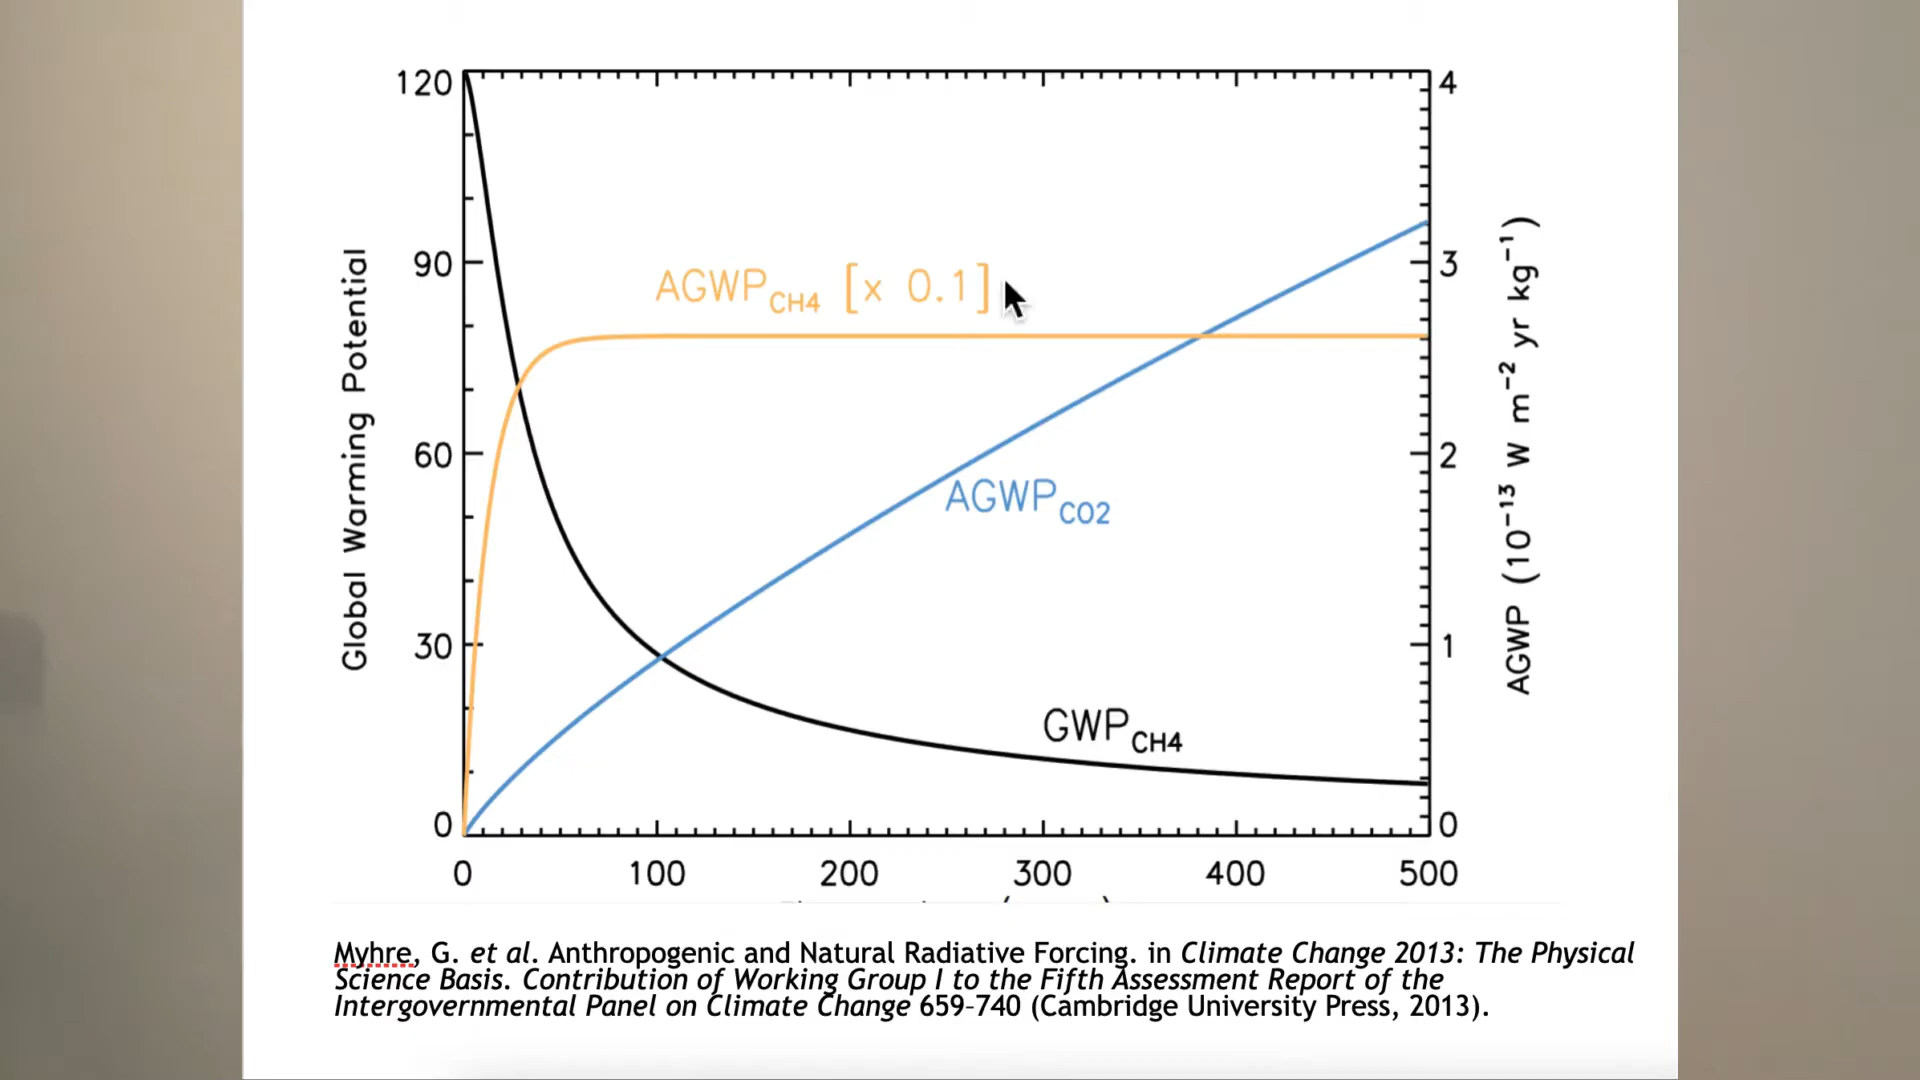 120
90
60
30
0
4
3
2
1
0
0 100 200 300 400 500
Global Warming Potential
AGWP (10⁻¹³ W m⁻² yr kg⁻¹)
AGWP_CH4 [x 0.1]
AGWP_CO2
GWP_CH4
Myhre, G. et al. Anthropogenic and Natural Radiative Forcing. in Climate Change 2013: The Physical
Science Basis. Contribution of Working Group I to the Fifth Assessment Report of the
Intergovernmental Panel on Climate Change 659-740 (Cambridge University Press, 2013).